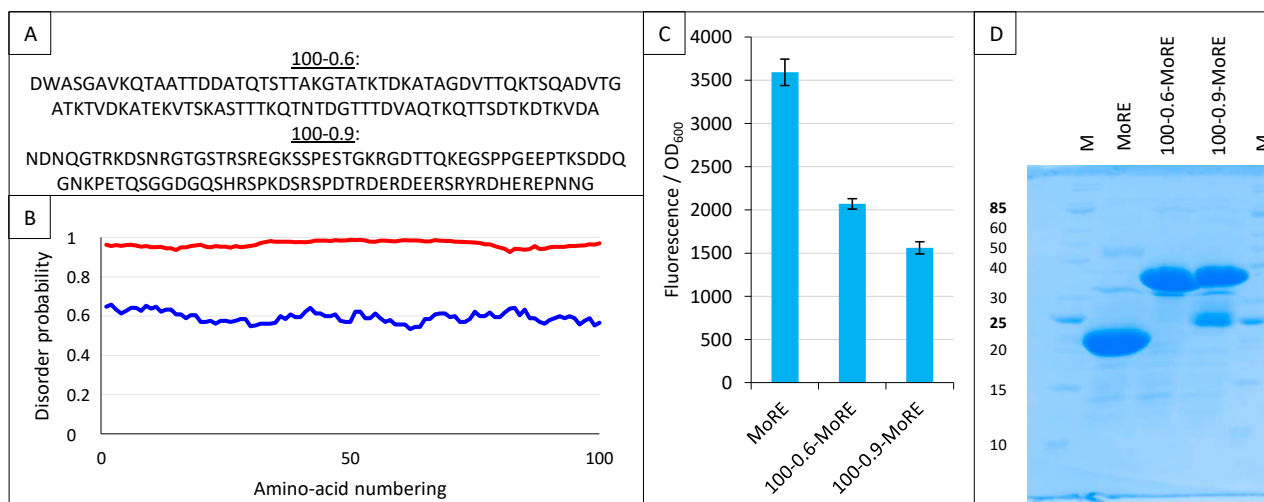 A
100-0.6:
DWASGAVKQTAATTDDATQTSTTAKGTATKTDKATAGDVTTQKTSQADVTG
ATKTVDKATEKVTSKASTTTKQTNTDGTTTDVAQTKQTTSDTKDTKVDA
100-0.9:
NDNQGTRKDSNRGTGSTRSREGKSSPESTGKRGDTTQKEGSPPGEEPTKSDDQ
GNKPETQSGGDGQSHRSPKDSRSPDTRDERDEERSRYRDHEREPNNG
B
1
0.8
0.6
0.4
0.2
0
0
50
100
Disorder probability
Amino-acid numbering
C
4000
3500
3000
2500
2000
1500
1000
500
0
Fluorescence / OD600
MoRE
100-0.6-MoRE
100-0.9-MoRE
D
M
MoRE
100-0.6-MoRE
100-0.9-MoRE
M
85
60
50
40
30
25
20
15
10